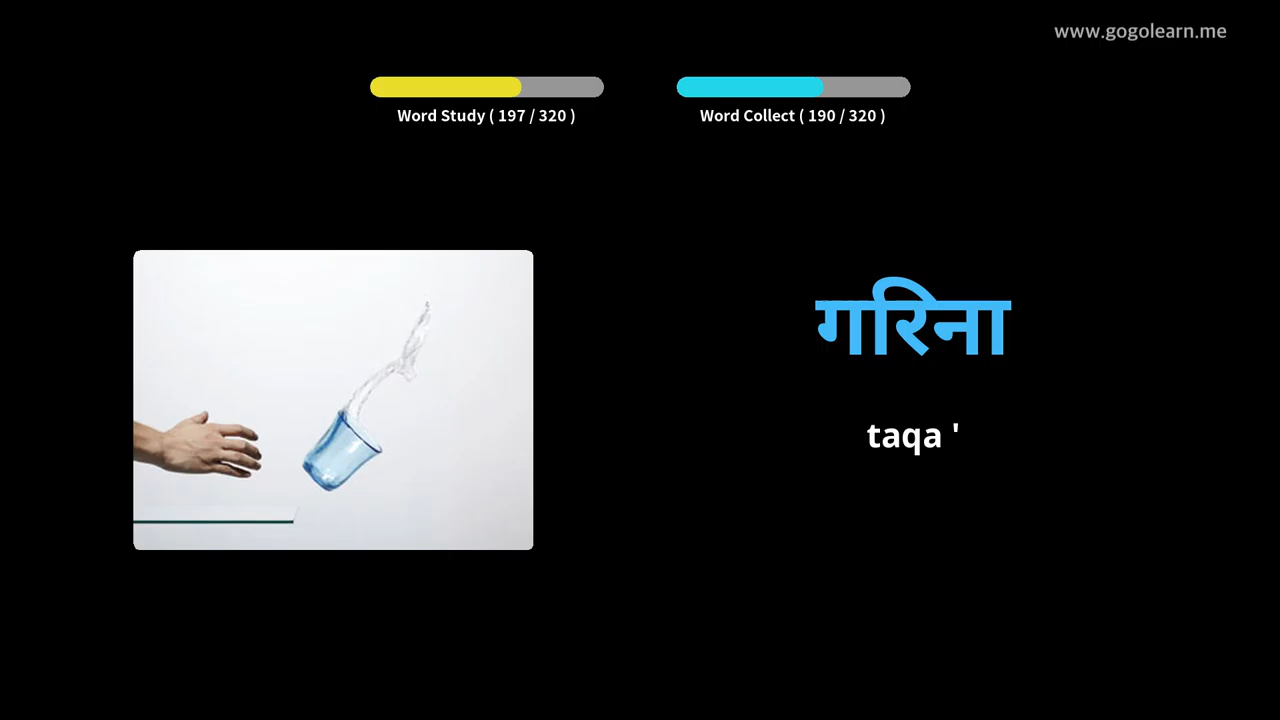 www.gogolearn.me
Word Study ( 197 / 320 )
Word Collect ( 190 / 320 )
गरिना
taqa '